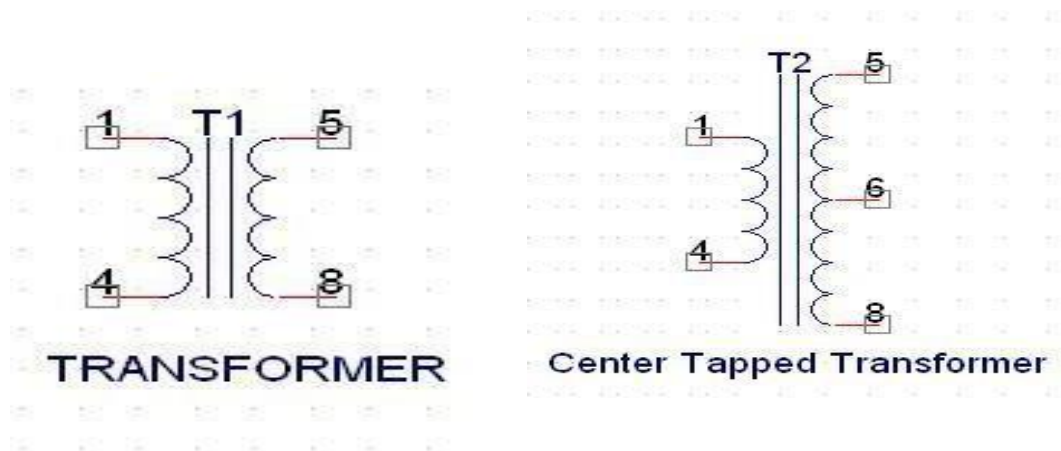 1 T1 5
4 8
TRANSFORMER
T2 5
1
6
4
8
Center Tapped Transformer